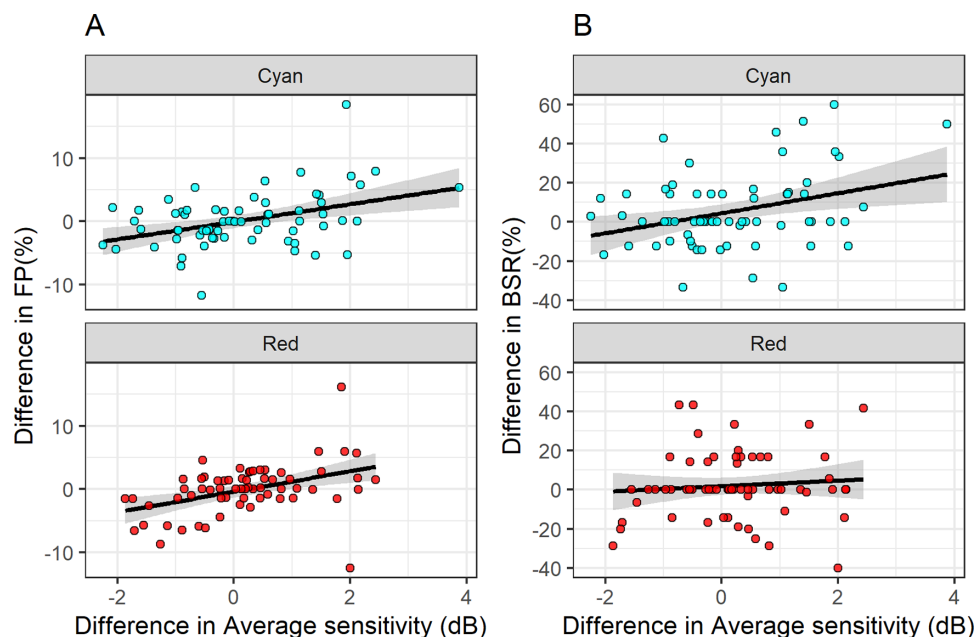 A
Cyan
10
0
-10
Red
10
0
-10
-2
0
2
4
Difference in FP(%)
Difference in Average sensitivity (dB)
B
Cyan
60
40
20
0
-20
-40
Red
60
40
20
0
-20
-40
-2
0
2
4
Difference in BSR(%)
Difference in Average sensitivity (dB)